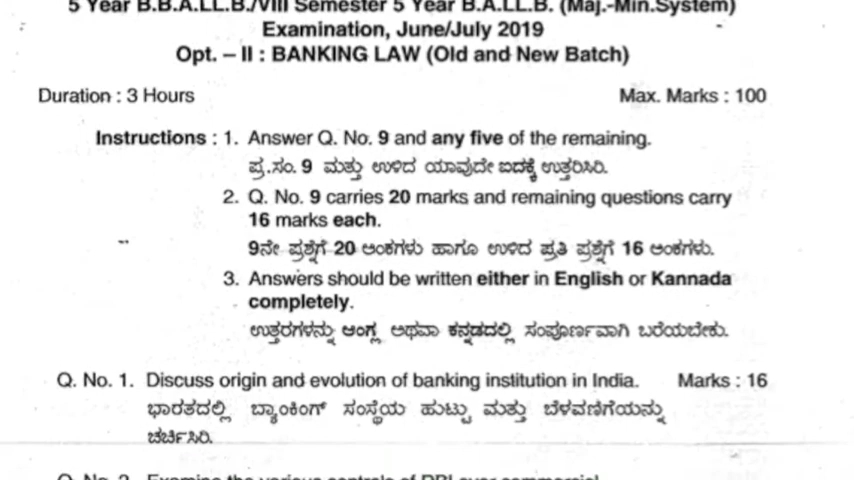 5 Year B.B.A.LL.B./VIII Semester 5 Year B.A.LL.B. (Maj.-Min.System)
Examination, June/July 2019
Opt. – II : BANKING LAW (Old and New Batch)
Duration : 3 Hours Max. Marks : 100
Instructions : 1. Answer Q. No. 9 and any five of the remaining.
ಪ್ರ.ಸಂ. 9 ಮತ್ತು ಉಳಿದ ಯಾವುದೇ ಐದಕ್ಕೆ ಉತ್ತರಿಸಿರಿ.
2. Q. No. 9 carries 20 marks and remaining questions carry
16 marks each.
9ನೇ ಪ್ರಶ್ನೆಗೆ 20 ಅಂಕಗಳು ಹಾಗೂ ಉಳಿದ ಪ್ರತಿ ಪ್ರಶ್ನೆಗೆ 16 ಅಂಕಗಳು.
3. Answers should be written either in English or Kannada
completely.
ಉತ್ತರಗಳನ್ನು ಆಂಗ್ಲ ಅಥವಾ ಕನ್ನಡದಲ್ಲಿ ಸಂಪೂರ್ಣವಾಗಿ ಬರೆಯಬೇಕು.
Q. No. 1. Discuss origin and evolution of banking institution in India. Marks : 16
ಭಾರತದಲ್ಲಿ ಬ್ಯಾಂಕಿಂಗ್ ಸಂಸ್ಥೆಯ ಹುಟ್ಟು ಮತ್ತು ಬೆಳವಣಿಗೆಯನ್ನು
ಚರ್ಚಿಸಿರಿ.
Q. No. 2. Examine the various controls of RBI over commercial